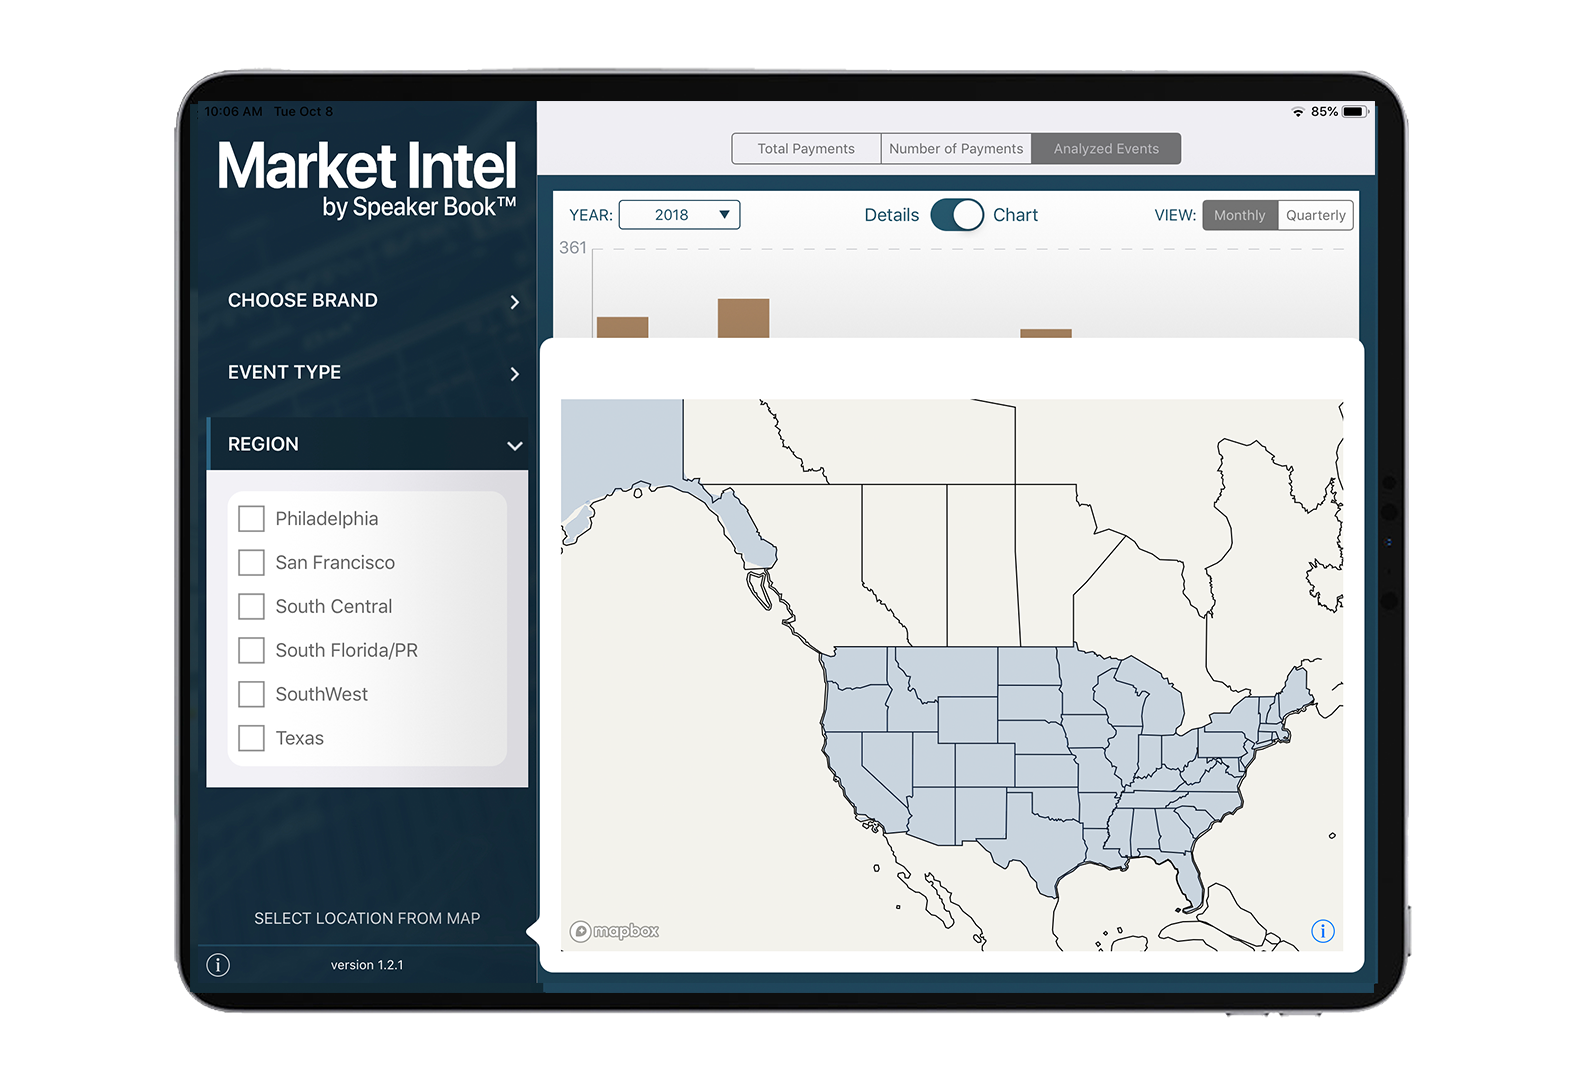 10:06 AM Tue Oct 8
85%
Market Intel
by Speaker Book™
Total Payments
Number of Payments
Analyzed Events
YEAR:
2018
Details
Chart
VIEW:
Monthly
Quarterly
361
CHOOSE BRAND
EVENT TYPE
REGION
Philadelphia
San Francisco
South Central
South Florida/PR
SouthWest
Texas
SELECT LOCATION FROM MAP
version 1.2.1
mapbox